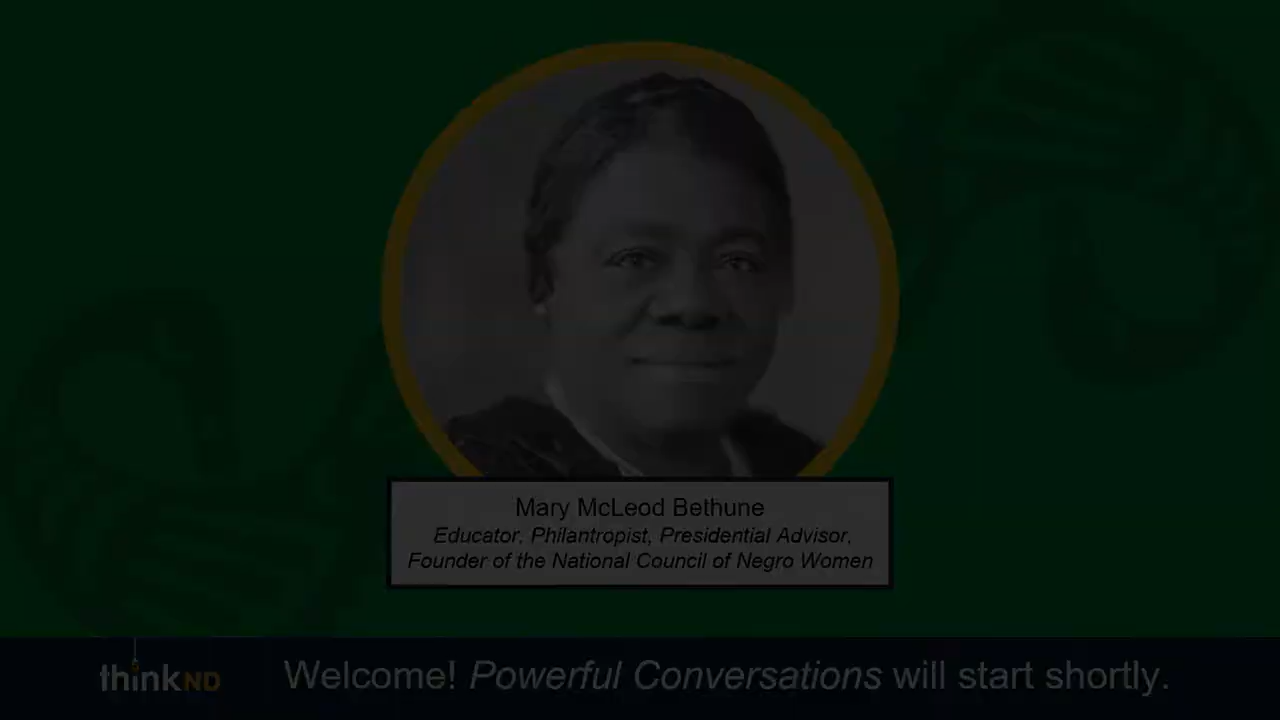 Mary McLeod Bethune
Educator, Philantropist, Presidential Advisor,
Founder of the National Council of Negro Women
thinkND
Welcome! Powerful Conversations will start shortly.